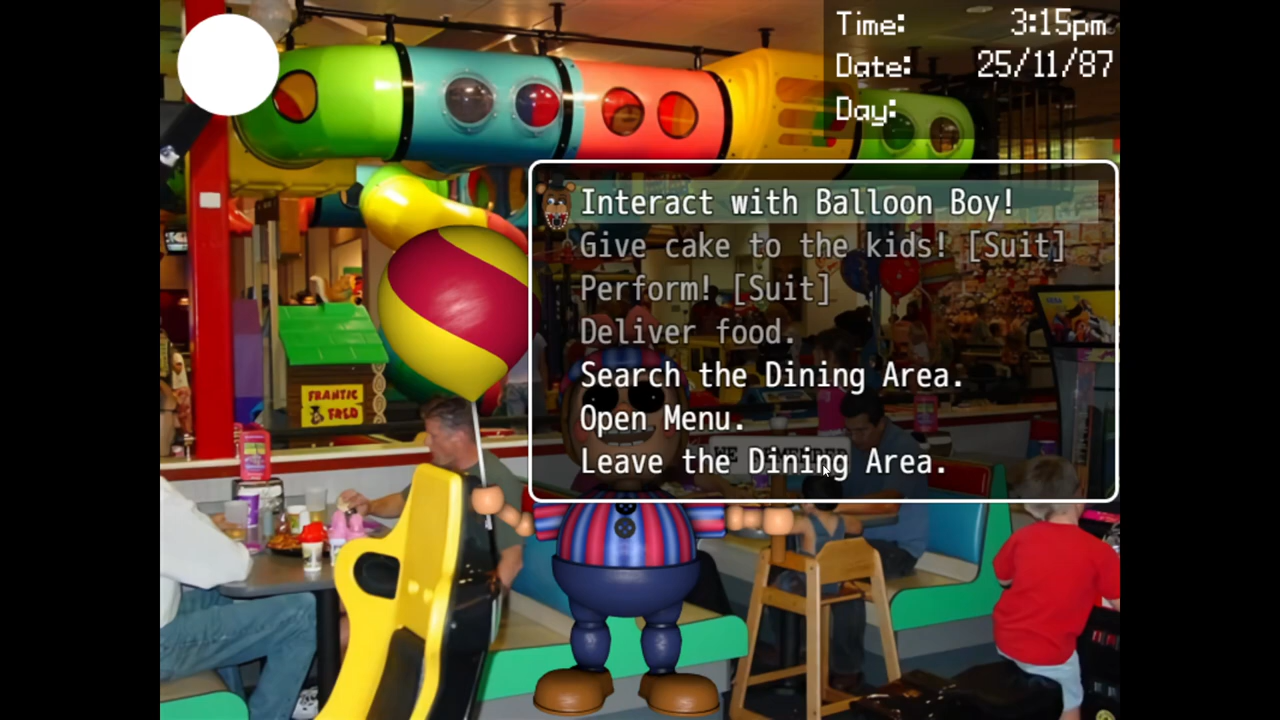 Time: 3:15pm
Date: 25/11/87
Day:
Interact with Balloon Boy!
Give cake to the kids! [Suit]
Perform! [Suit]
Deliver food.
Search the Dining Area.
Open Menu.
Leave the Dining Area.
FRANTIC
FRED